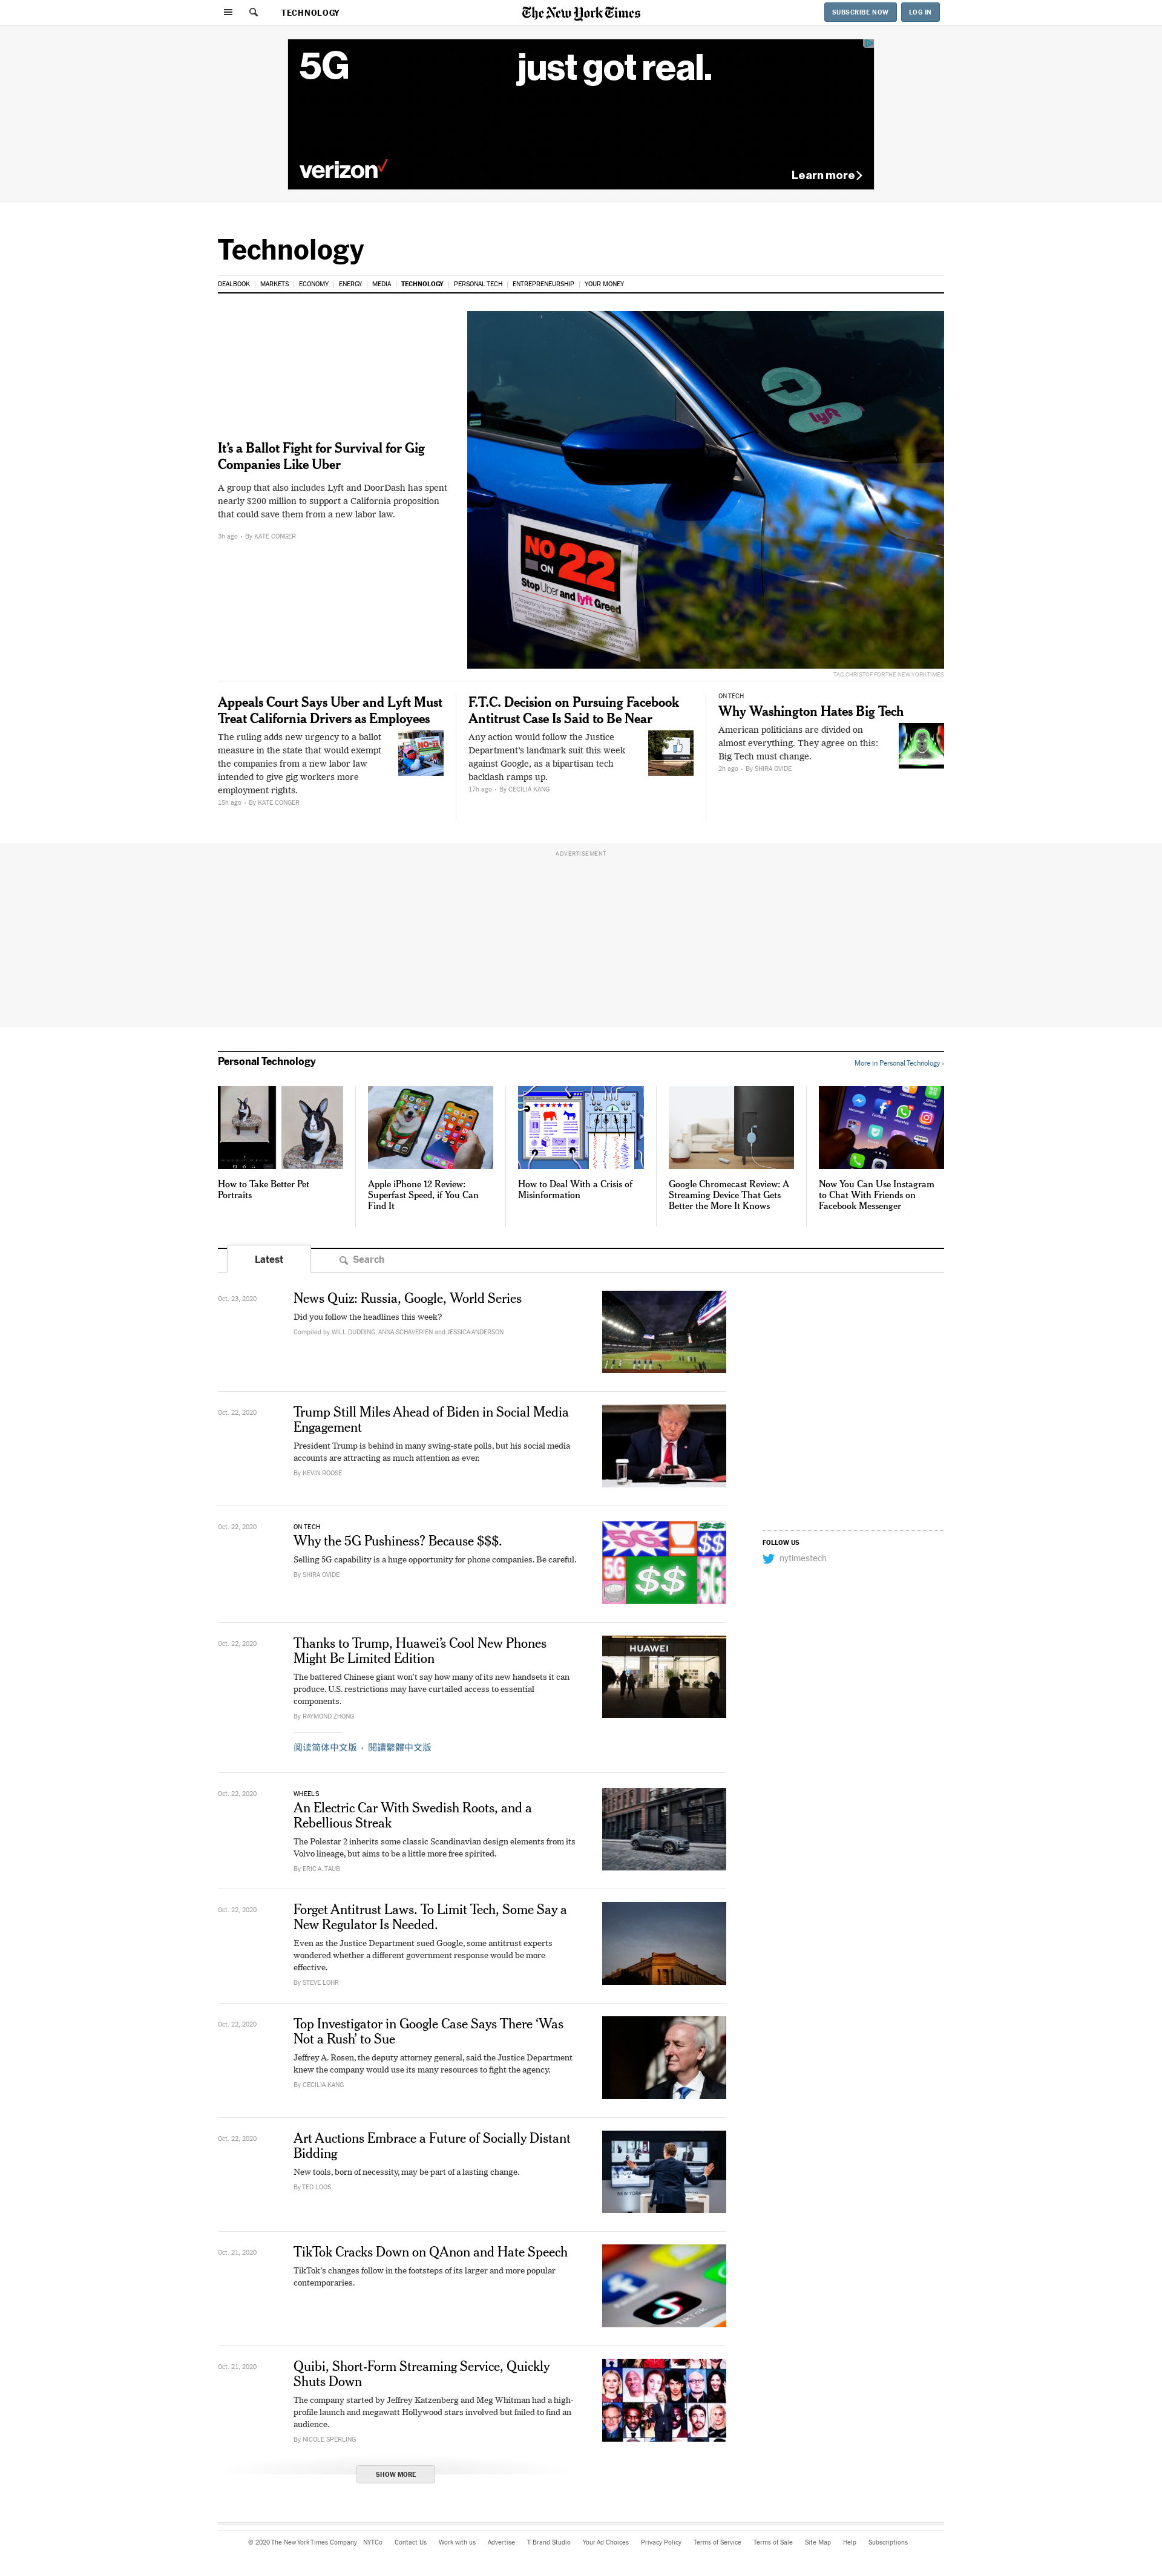 TECHNOLOGY
The New York Times
SUBSCRIBE NOW
LOG IN
5G
just got real.
verizon
Learn more
Technology
DEALBOOK
MARKETS
ECONOMY
ENERGY
MEDIA
TECHNOLOGY
PERSONAL TECH
ENTREPRENEURSHIP
YOUR MONEY
It's a Ballot Fight for Survival for Gig
Companies Like Uber
A group that also includes Lyft and DoorDash has spent
nearly $200 million to support a California proposition
that could save them from a new labor law.
3h ago • By KATE CONGER
lyft
NO
ON 22
Stop Uber and lyft Greed
TAG CHRISTOF FOR THE NEW YORK TIMES
Appeals Court Says Uber and Lyft Must
Treat California Drivers as Employees
The ruling adds new urgency to a ballot
measure in the state that would exempt
the companies from a new labor law
intended to give gig workers more
employment rights.
15h ago • By KATE CONGER
F.T.C. Decision on Pursuing Facebook
Antitrust Case Is Said to Be Near
Any action would follow the Justice
Department's landmark suit this week
against Google, as a bipartisan tech
backlash ramps up.
17h ago • By CECILIA KANG
ON TECH
Why Washington Hates Big Tech
American politicians are divided on
almost everything. They agree on this:
Big Tech must change.
2h ago • By SHIRA OVIDE
ADVERTISEMENT
Personal Technology
More in Personal Technology ›
How to Take Better Pet
Portraits
Apple iPhone 12 Review:
Superfast Speed, if You Can
Find It
How to Deal With a Crisis of
Misinformation
Google Chromecast Review: A
Streaming Device That Gets
Better the More It Knows
Now You Can Use Instagram
to Chat With Friends on
Facebook Messenger
Latest
Search
Oct. 23, 2020
News Quiz: Russia, Google, World Series
Did you follow the headlines this week?
Compiled by WILL DUDDING, ANNA SCHAVERIEN and JESSICA ANDERSON
Oct. 22, 2020
Trump Still Miles Ahead of Biden in Social Media
Engagement
President Trump is behind in many swing-state polls, but his social media
accounts are attracting as much attention as ever.
By KEVIN ROOSE
Oct. 22, 2020
ON TECH
Why the 5G Pushiness? Because $$$.
Selling 5G capability is a huge opportunity for phone companies. Be careful.
By SHIRA OVIDE
5G
$$
$$
5G
FOLLOW US
nytimestech
Oct. 22, 2020
Thanks to Trump, Huawei's Cool New Phones
Might Be Limited Edition
The battered Chinese giant won't say how many of its new handsets it can
produce. U.S. restrictions may have curtailed access to essential
components.
By RAYMOND ZHONG
HUAWEI
阅读简体中文版 • 閱讀繁體中文版
Oct. 22, 2020
WHEELS
An Electric Car With Swedish Roots, and a
Rebellious Streak
The Polestar 2 inherits some classic Scandinavian design elements from its
Volvo lineage, but aims to be a little more free spirited.
By ERIC A. TAUB
Oct. 22, 2020
Forget Antitrust Laws. To Limit Tech, Some Say a
New Regulator Is Needed.
Even as the Justice Department sued Google, some antitrust experts
wondered whether a different government response would be more
effective.
By STEVE LOHR
Oct. 22, 2020
Top Investigator in Google Case Says There 'Was
Not a Rush' to Sue
Jeffrey A. Rosen, the deputy attorney general, said the Justice Department
knew the company would use its many resources to fight the agency.
By CECILIA KANG
Oct. 22, 2020
Art Auctions Embrace a Future of Socially Distant
Bidding
New tools, born of necessity, may be part of a lasting change.
By TED LOOS
NEW YORK
Oct. 21, 2020
TikTok Cracks Down on QAnon and Hate Speech
TikTok's changes follow in the footsteps of its larger and more popular
contemporaries.
Oct. 21, 2020
Quibi, Short-Form Streaming Service, Quickly
Shuts Down
The company started by Jeffrey Katzenberg and Meg Whitman had a high-
profile launch and megawatt Hollywood stars involved but failed to find an
audience.
By NICOLE SPERLING
SHOW MORE
© 2020 The New York Times Company
NYTCo
Contact Us
Work with us
Advertise
T Brand Studio
Your Ad Choices
Privacy Policy
Terms of Service
Terms of Sale
Site Map
Help
Subscriptions